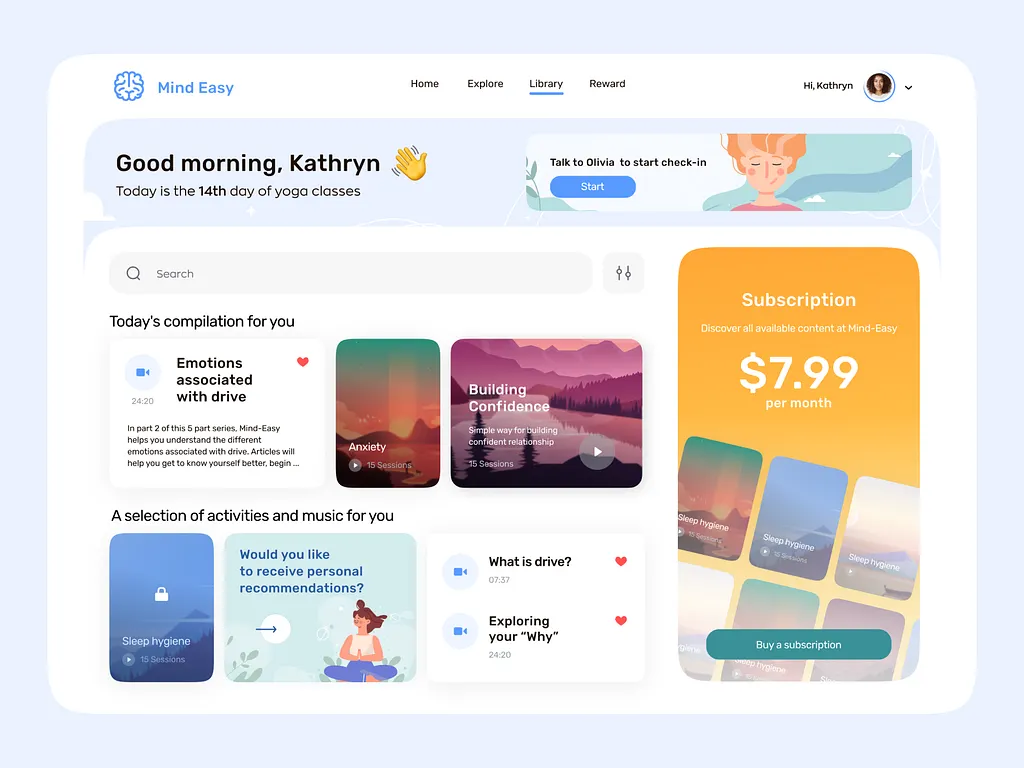 Mind Easy
Home
Explore
Library
Reward
Hi, Kathryn
Good morning, Kathryn
Today is the 14th day of yoga classes
Talk to Olivia to start check-in
Start
Search
Today's compilation for you
24:20
Emotions
associated
with drive
In part 2 of this 5 part series, Mind-Easy
helps you understand the different
emotions associated with drive. Articles will
help you get to know yourself better, begin ...
Anxiety
15 Sessions
Building
Confidence
Simple way for building
confident relationship
15 Sessions
A selection of activities and music for you
Sleep hygiene
15 Sessions
Would you like
to receive personal
recommendations?
What is drive?
07:37
Exploring
your “Why”
24:20
Subscription
Discover all available content at Mind-Easy
$7.99
per month
Sleep hygiene
15 Sessions
Sleep hygiene
15 Sessions
Sleep hygiene
Buy a subscription
Sleep hygiene